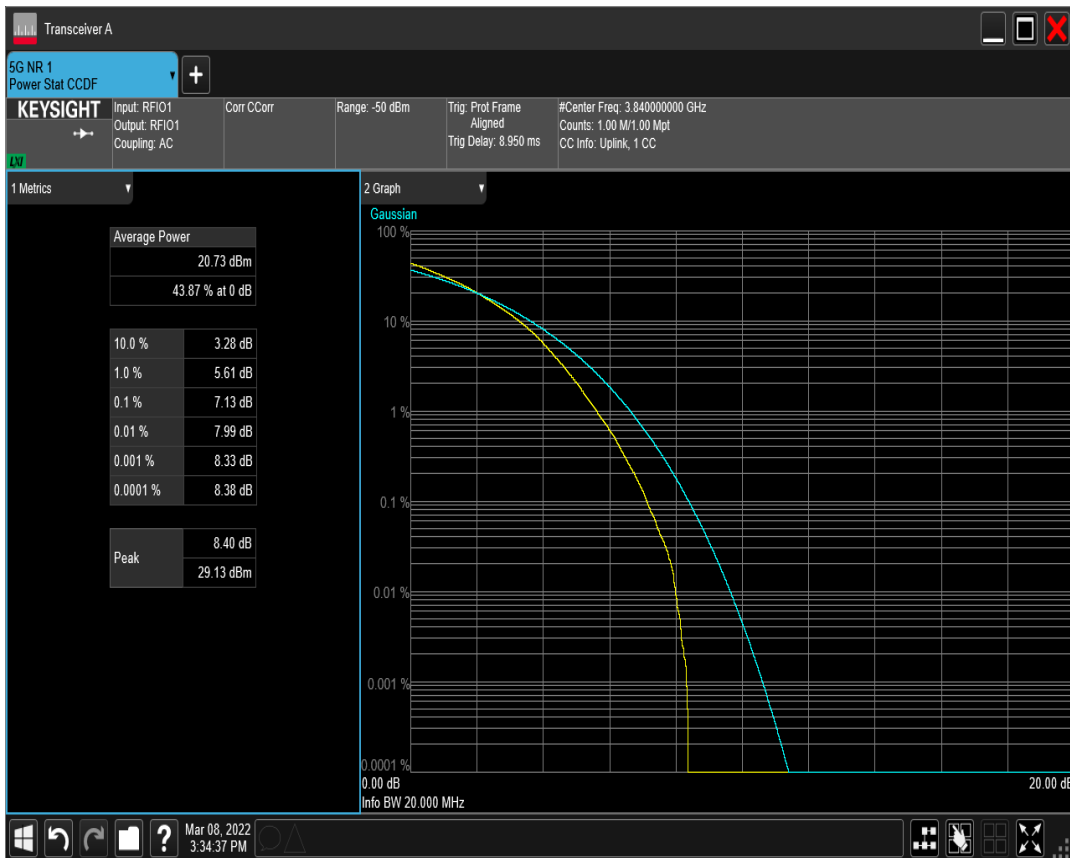 Transceiver A
5G NR 1
Power Stat CCDF
+
KEYSIGHT
LXI
Input: RFIO1
Output: RFIO1
Coupling: AC
Corr CCorr
Range: -50 dBm
Trig: Prot Frame
Aligned
Trig Delay: 8.950 ms
#Center Freq: 3.840000000 GHz
Counts: 1.00 M/1.00 Mpt
CC Info: Uplink, 1 CC
1 Metrics
Average Power
20.73 dBm
43.87 % at 0 dB
10.0 % 3.28 dB
1.0 % 5.61 dB
0.1 % 7.13 dB
0.01 % 7.99 dB
0.001 % 8.33 dB
0.0001 % 8.38 dB
Peak
8.40 dB
29.13 dBm
2 Graph
Gaussian
100 %
10 %
1 %
0.1 %
0.01 %
0.001 %
0.0001 %
0.00 dB 20.00 dB
Info BW 20.000 MHz
?
Mar 08, 2022
3:34:37 PM